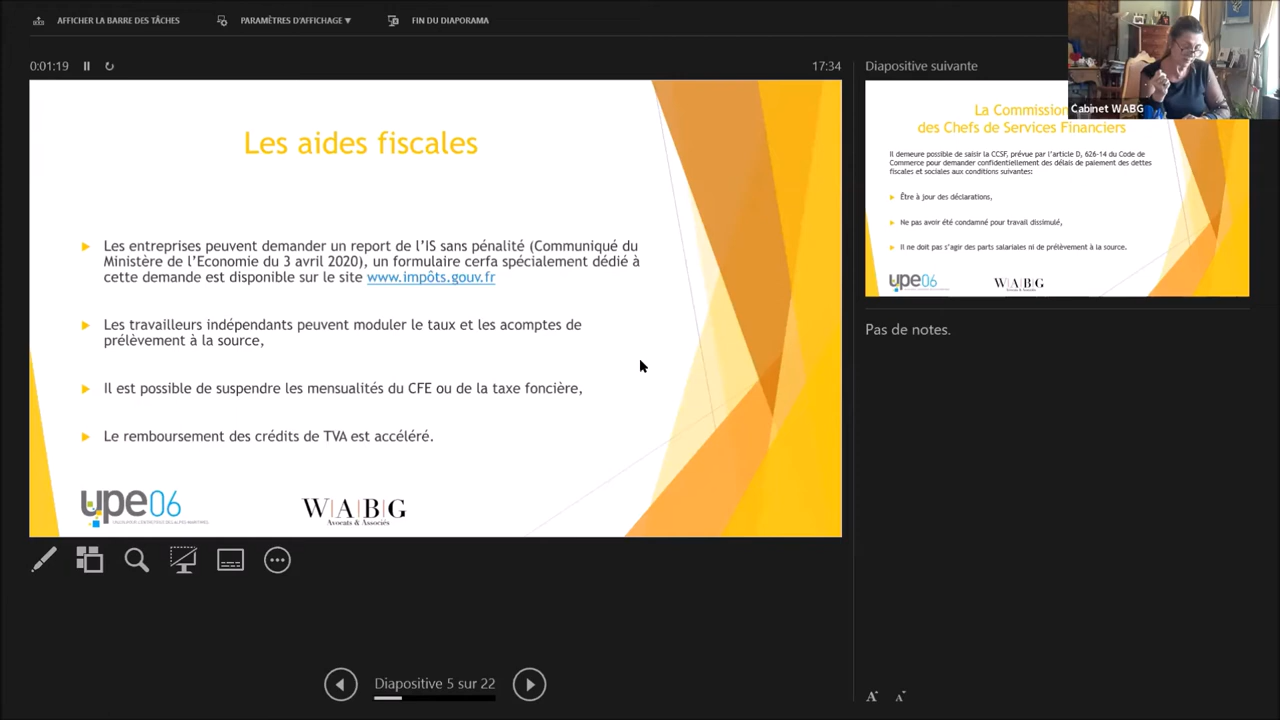 AFFICHER LA BARRE DES TÂCHES
PARAMÈTRES D'AFFICHAGE ▼
FIN DU DIAPORAMA
0:01:19
17:34
Les aides fiscales
Les entreprises peuvent demander un report de l'IS sans pénalité (Communiqué du
Ministère de l'Economie du 3 avril 2020), un formulaire cerfa spécialement dédié à
cette demande est disponible sur le site www.impôts.gouv.fr
Les travailleurs indépendants peuvent moduler le taux et les acomptes de
prélèvement à la source,
Il est possible de suspendre les mensualités du CFE ou de la taxe foncière,
Le remboursement des crédits de TVA est accéléré.
upe06
W|A|B|G
Avocats & Associés
Diapositive 5 sur 22
Diapositive suivante
Cabinet WABG
La Commission
des Chefs de Services Financiers
Il demeure possible de saisir la CCSF, prévue par l'article D, 626-14 du Code de
Commerce pour demander confidentiellement des délais de paiement des dettes
fiscales et sociales aux conditions suivantes:
Être à jour des déclarations,
Ne pas avoir été condamné pour travail dissimulé,
Il ne doit pas s'agir des parts salariales ni de prélèvement à la source.
upe06
W|A|B|G
Pas de notes.
A A